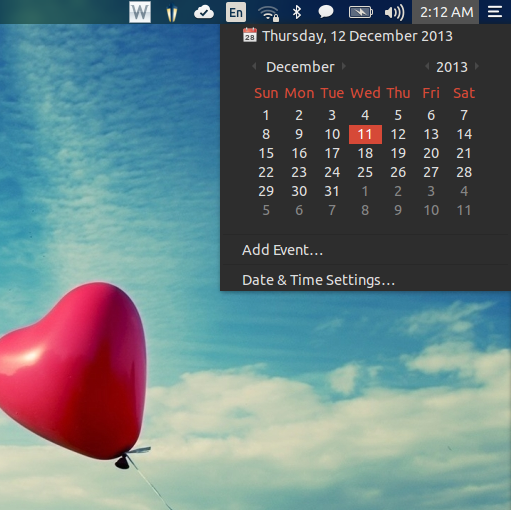 W En 2:12 AM
28 Thursday, 12 December 2013
December 2013
Sun Mon Tue Wed Thu Fri Sat
1 2 3 4 5 6 7
8 9 10 11 12 13 14
15 16 17 18 19 20 21
22 23 24 25 26 27 28
29 30 31 1 2 3 4
5 6 7 8 9 10 11
Add Event…
Date & Time Settings…